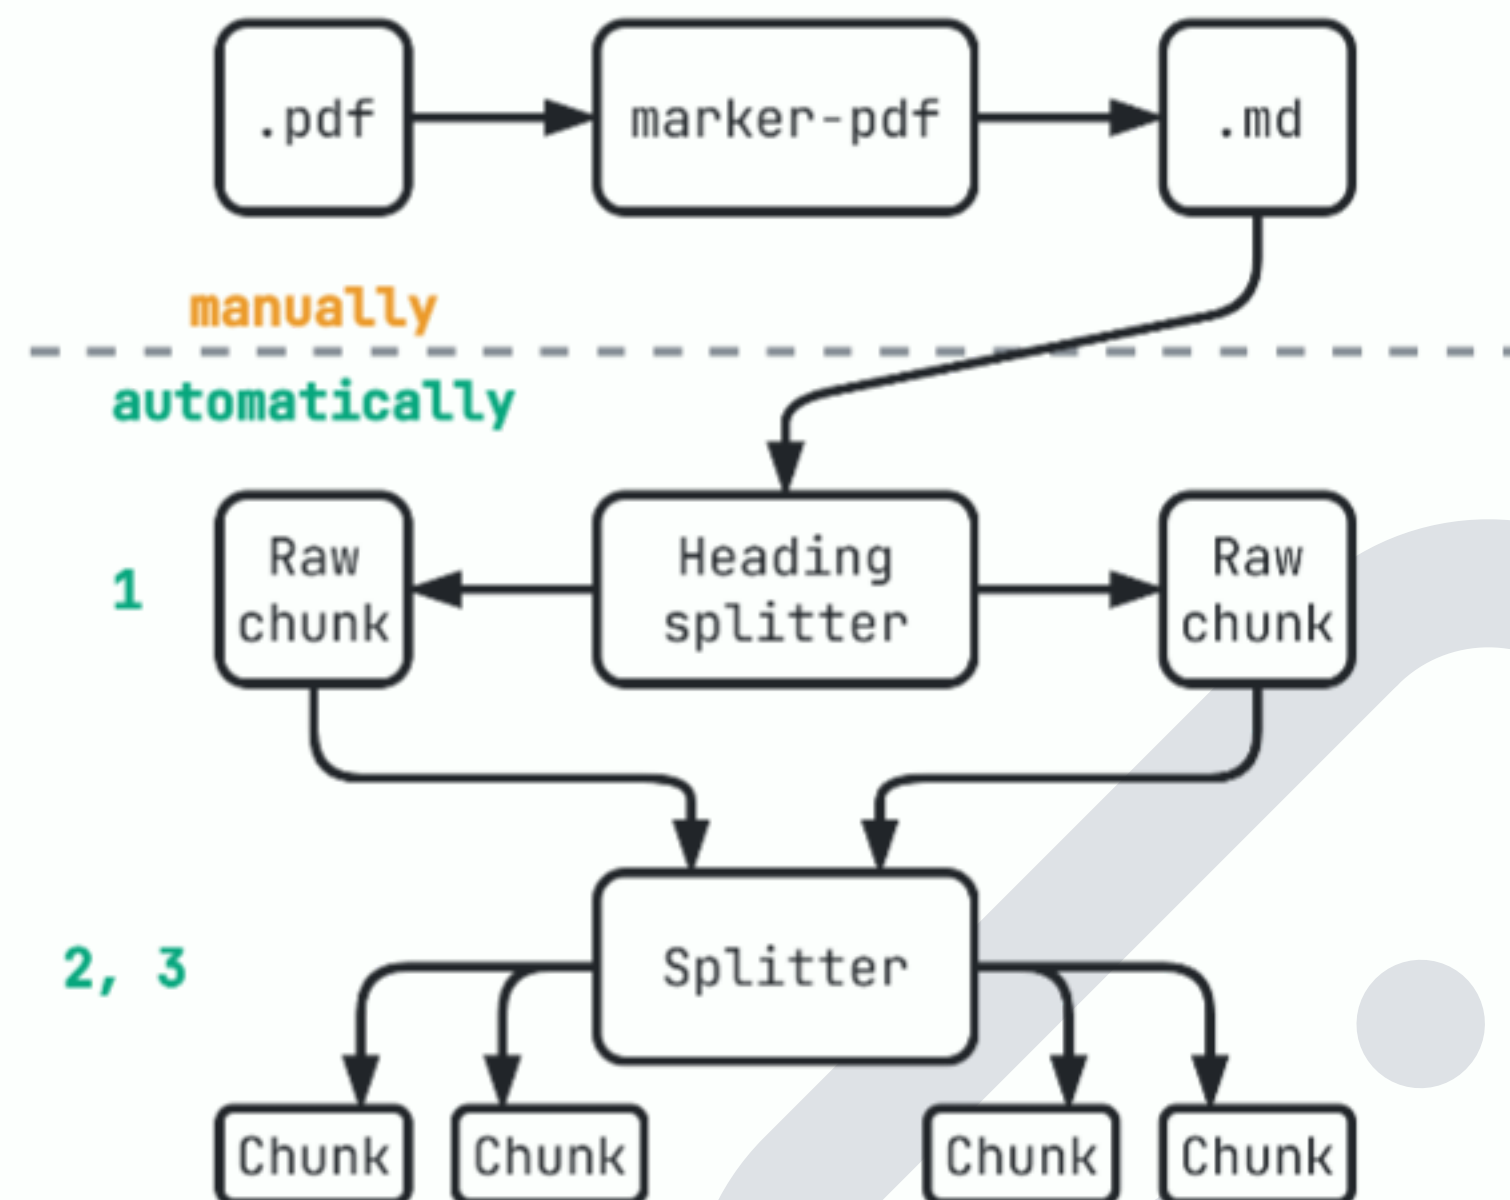 .pdf
marker-pdf
.md
manually
automatically
1
Raw
chunk
Heading
splitter
Raw
chunk
2, 3
Splitter
Chunk
Chunk
Chunk
Chunk